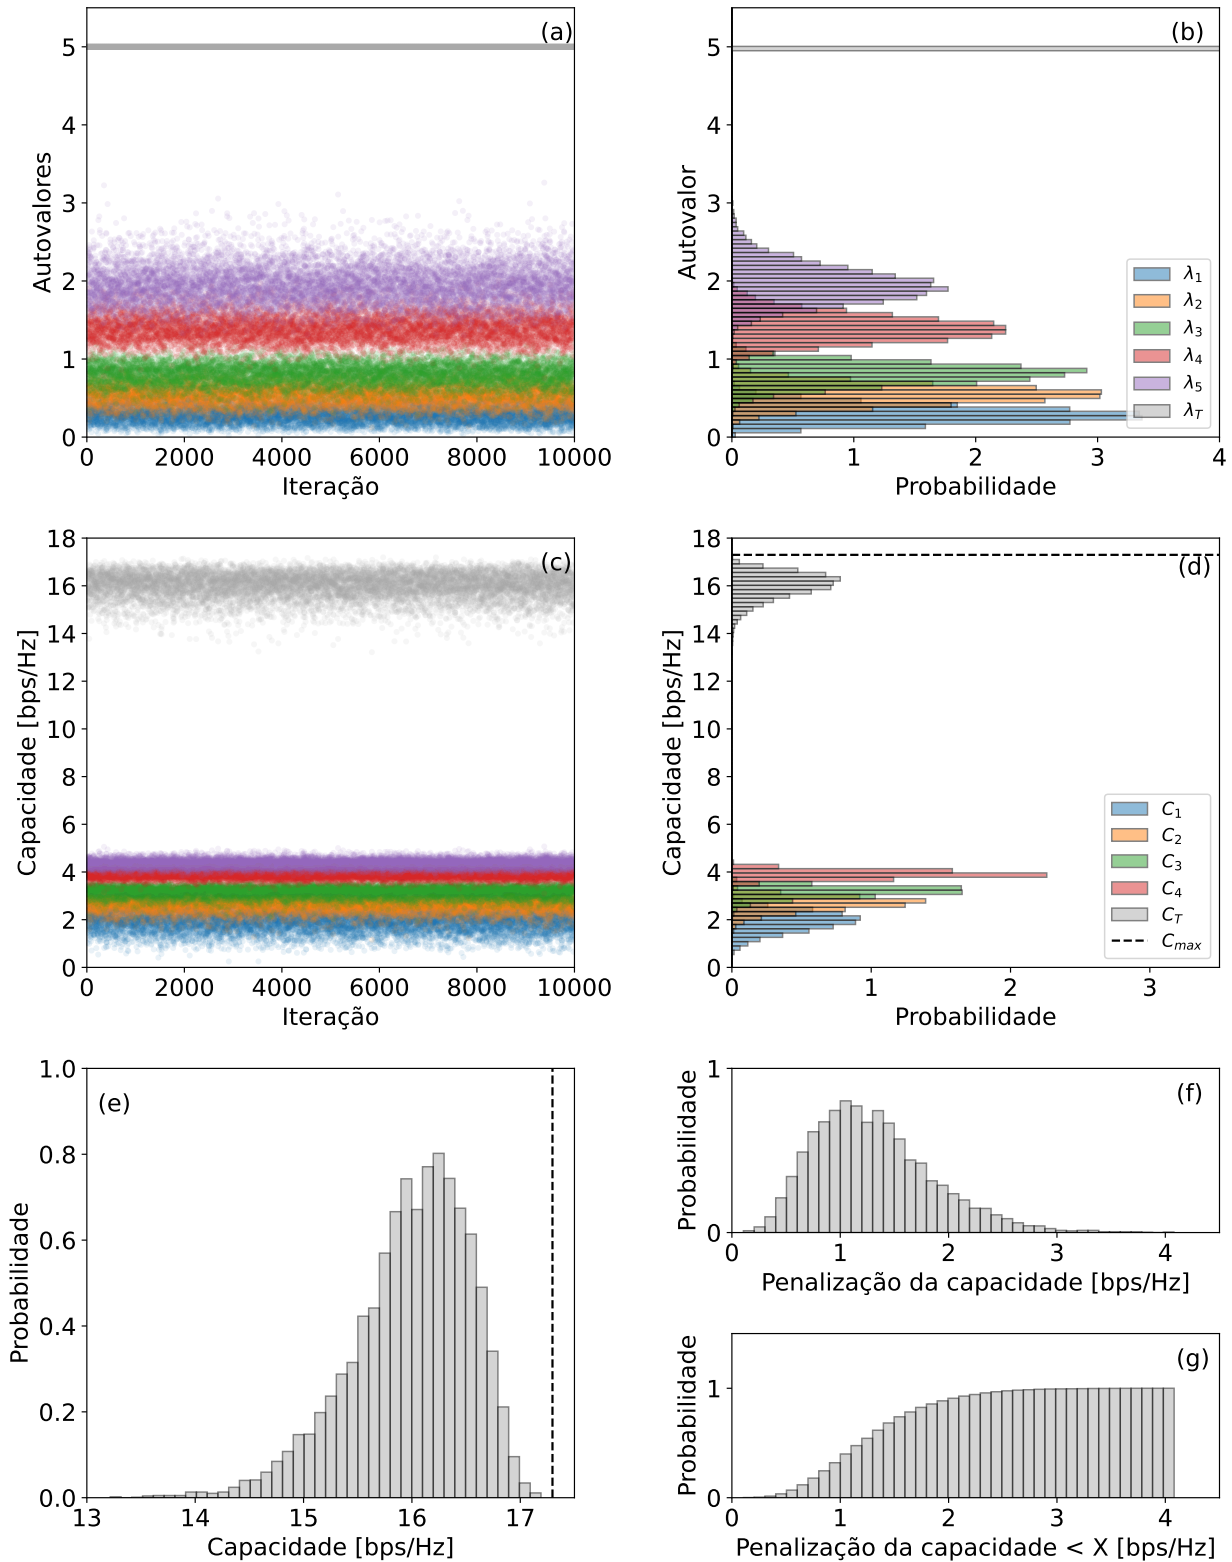 (a)
5
4
3
2
1
0
Autovalores
0 2000 4000 6000 8000 10000
Iteração
(b)
5
4
3
2
1
0
Autovalor
λ1
λ2
λ3
λ4
λ5
λT
0 1 2 3 4
Probabilidade
(c)
18
16
14
12
10
8
6
4
2
0
Capacidade [bps/Hz]
0 2000 4000 6000 8000 10000
Iteração
(d)
18
16
14
12
10
8
6
4
2
0
Capacidade [bps/Hz]
C1
C2
C3
C4
CT
Cmax
0 1 2 3
Probabilidade
(e)
1.0
0.8
0.6
0.4
0.2
0.0
Probabilidade
13 14 15 16 17
Capacidade [bps/Hz]
(f)
1
0
Probabilidade
0 1 2 3 4
Penalização da capacidade [bps/Hz]
(g)
1
0
Probabilidade
0 1 2 3 4
Penalização da capacidade < X [bps/Hz]